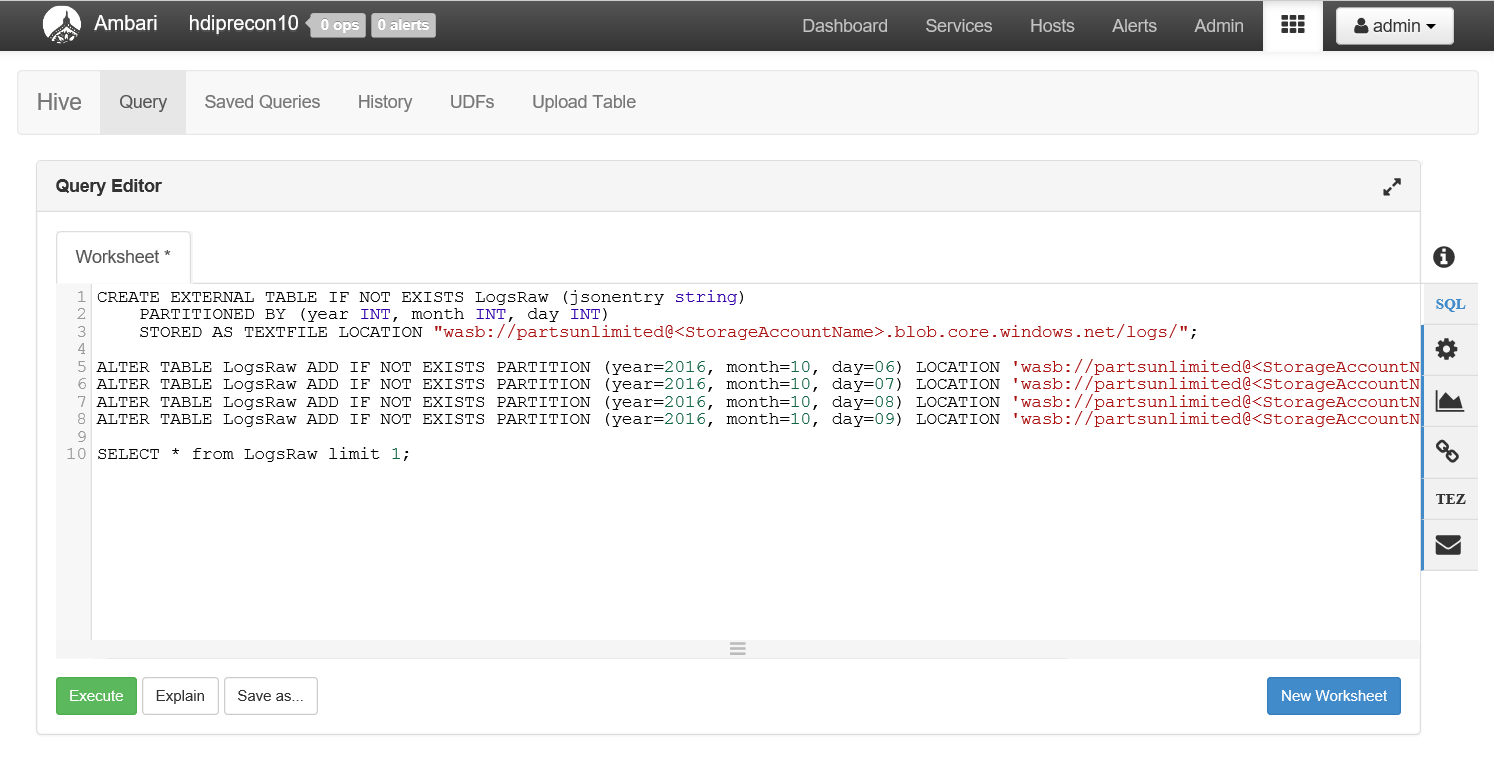 Ambari hdiprecon10 0 ops 0 alerts Dashboard Services Hosts Alerts Admin admin
Hive Query Saved Queries History UDFs Upload Table
Query Editor
Worksheet *
1 CREATE EXTERNAL TABLE IF NOT EXISTS LogsRaw (jsonentry string)
2 PARTITIONED BY (year INT, month INT, day INT)
3 STORED AS TEXTFILE LOCATION "wasb://partsunlimited@<StorageAccountName>.blob.core.windows.net/logs/";
4
5 ALTER TABLE LogsRaw ADD IF NOT EXISTS PARTITION (year=2016, month=10, day=06) LOCATION 'wasb://partsunlimited@<StorageAccountN
6 ALTER TABLE LogsRaw ADD IF NOT EXISTS PARTITION (year=2016, month=10, day=07) LOCATION 'wasb://partsunlimited@<StorageAccountN
7 ALTER TABLE LogsRaw ADD IF NOT EXISTS PARTITION (year=2016, month=10, day=08) LOCATION 'wasb://partsunlimited@<StorageAccountN
8 ALTER TABLE LogsRaw ADD IF NOT EXISTS PARTITION (year=2016, month=10, day=09) LOCATION 'wasb://partsunlimited@<StorageAccountN
9
10 SELECT * from LogsRaw limit 1;
SQL
TEZ
Execute Explain Save as... New Worksheet